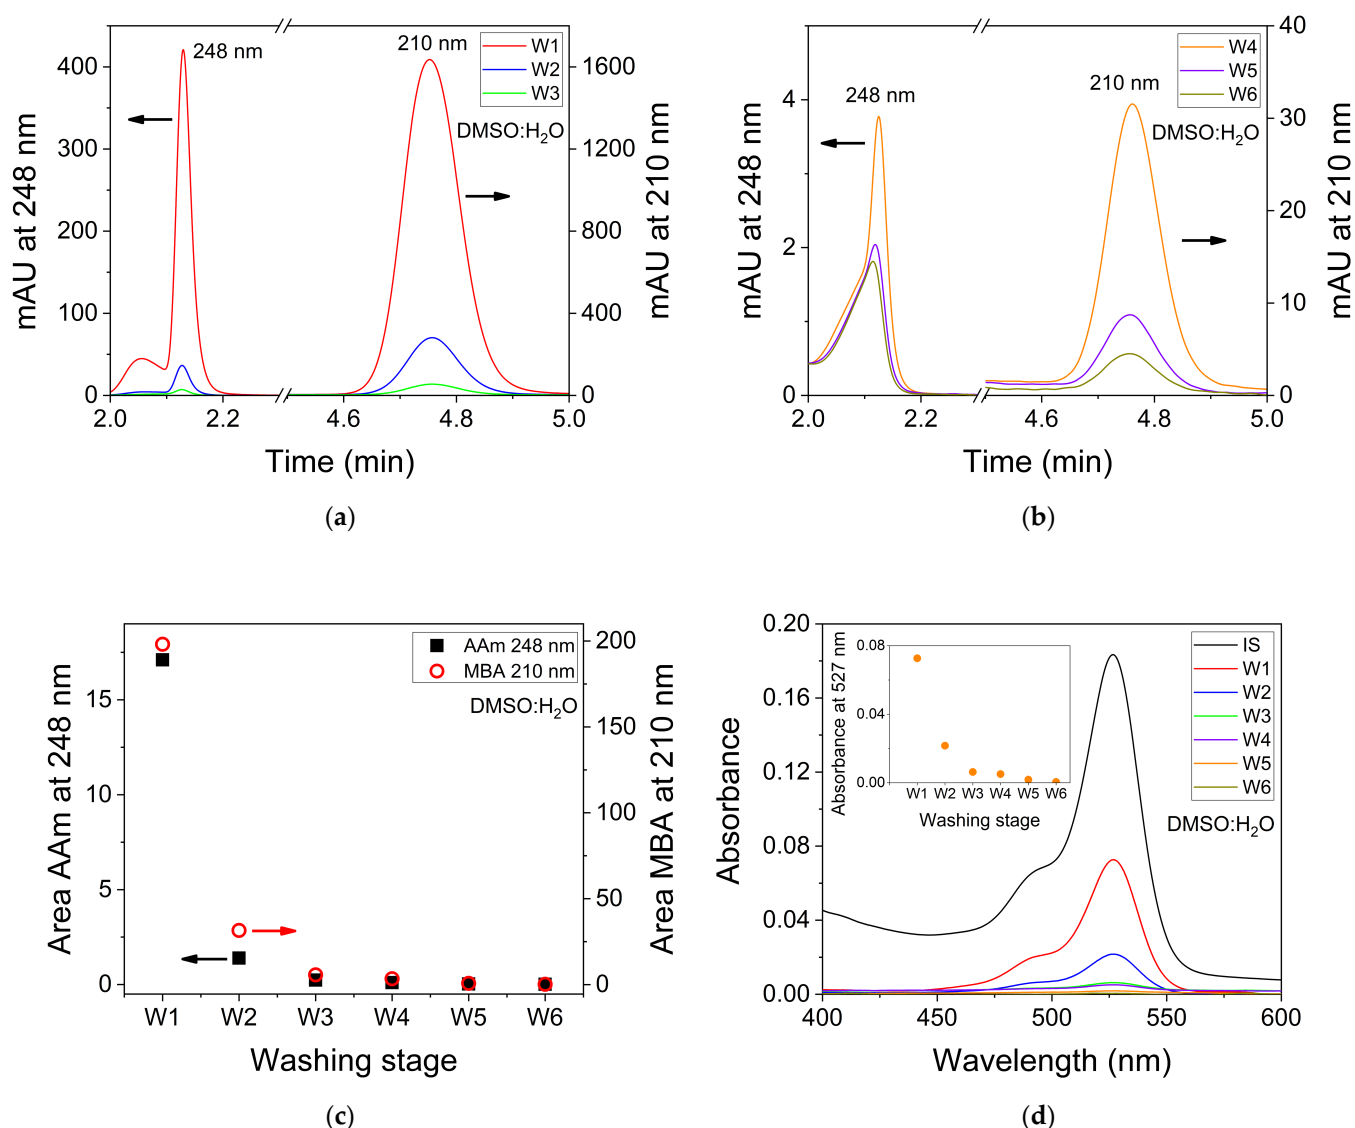 mAU at 248 nm
400
300
200
100
0
2.0
2.2
4.6
4.8
5.0
Time (min)
248 nm
210 nm
W1
W2
W3
DMSO:H₂O
1600
1200
800
400
0
mAU at 210 nm
(a)
mAU at 248 nm
4
2
0
2.0
2.2
4.6
4.8
5.0
Time (min)
248 nm
210 nm
W4
W5
W6
DMSO:H₂O
40
30
20
10
0
mAU at 210 nm
(b)
Area AAm at 248 nm
15
10
5
0
W1
W2
W3
W4
W5
W6
Washing stage
AAm 248 nm
MBA 210 nm
DMSO:H₂O
200
150
100
50
0
Area MBA at 210 nm
(c)
Absorbance
0.20
0.16
0.12
0.08
0.04
0.00
400
450
500
550
600
Wavelength (nm)
Absorbance at 527 nm
0.08
0.04
0.00
W1
W2
W3
W4
W5
W6
Washing stage
IS
W1
W2
W3
W4
W5
W6
DMSO:H₂O
(d)